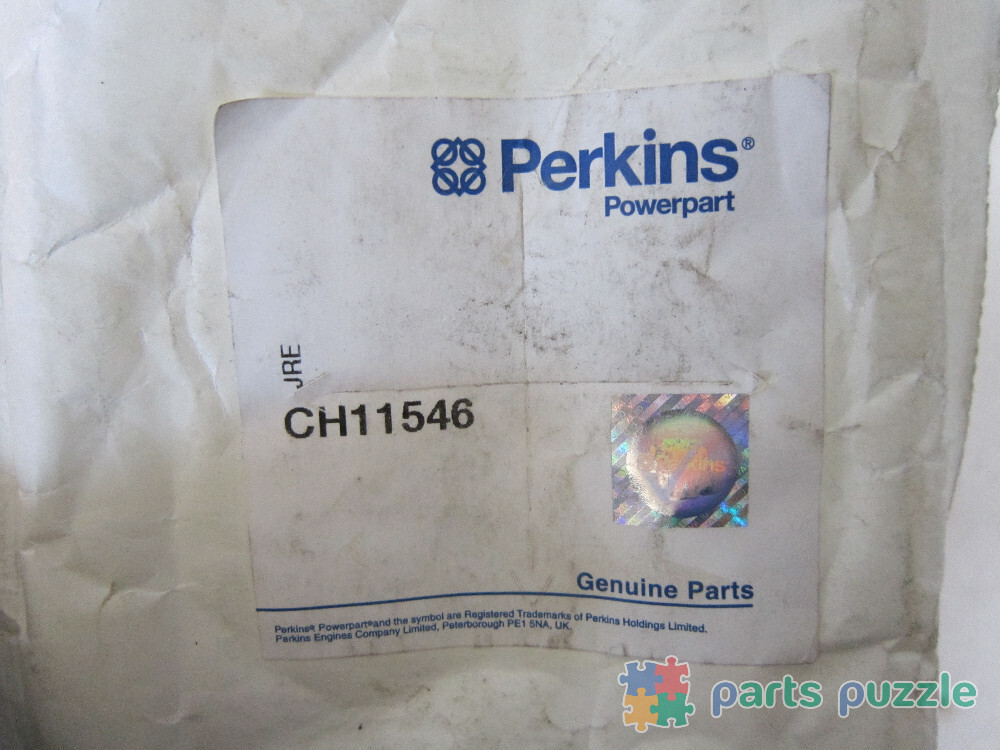 Perkins®
Powerpart
JRE
CH11546
Genuine Parts
Perkins® Powerpart®and the symbol are Registered Trademarks of Perkins Holdings Limited.
Perkins Engines Company Limited, Peterborough PE1 5NA, UK.
parts puzzle